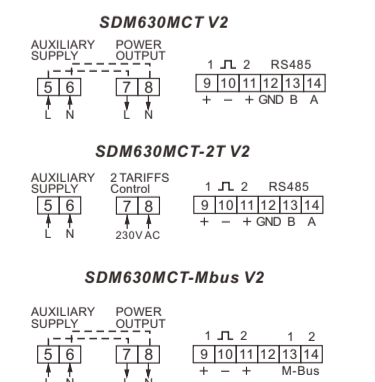 SDM630MCT V2
AUXILIARY SUPPLY POWER OUTPUT
1 2 RS485
5 6 7 8 9 10 11 12 13 14
+ – + GND B A
L N L N
SDM630MCT-2T V2
AUXILIARY SUPPLY 2 TARIFFS Control
1 2 RS485
5 6 7 8 9 10 11 12 13 14
+ – + GND B A
L N 230V AC
SDM630MCT-Mbus V2
AUXILIARY SUPPLY POWER OUTPUT
1 2 1 2
5 6 7 8 9 10 11 12 13 14
+ – + M-Bus
L N L N